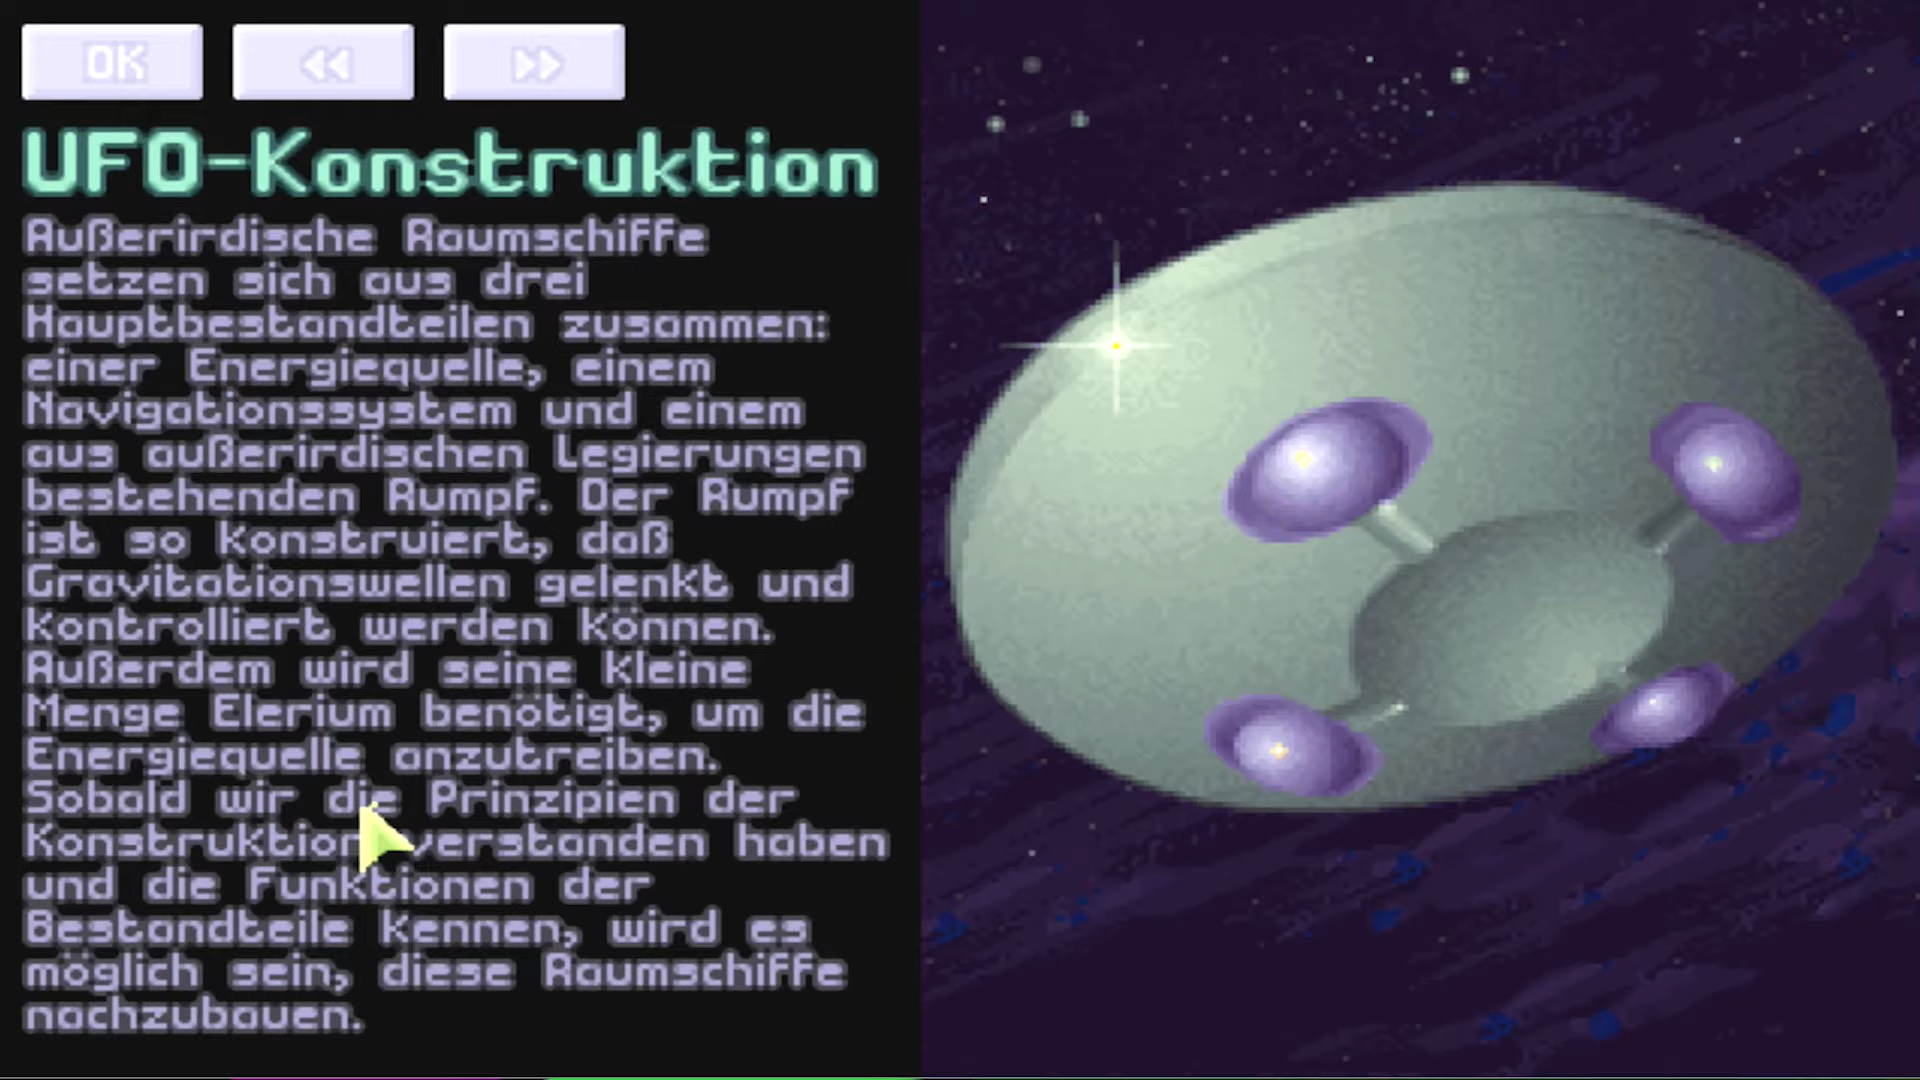 OK
UFO-Konstruktion
Außerirdische Raumschiffe
setzen sich aus drei
Hauptbestandteilen zusammen:
einer Energiequelle, einem
Navigationssystem und einem
aus außerirdischen Legierungen
bestehenden Rumpf. Der Rumpf
ist so konstruiert, daß
Gravitationswellen gelenkt und
kontrolliert werden können.
Außerdem wird seine kleine
Menge Elerium benötigt, um die
Energiequelle anzutreiben.
Sobald wir die Prinzipien der
Konstruktion verstanden haben
und die Funktionen der
Bestandteile kennen, wird es
möglich sein, diese Raumschiffe
nachzubauen.